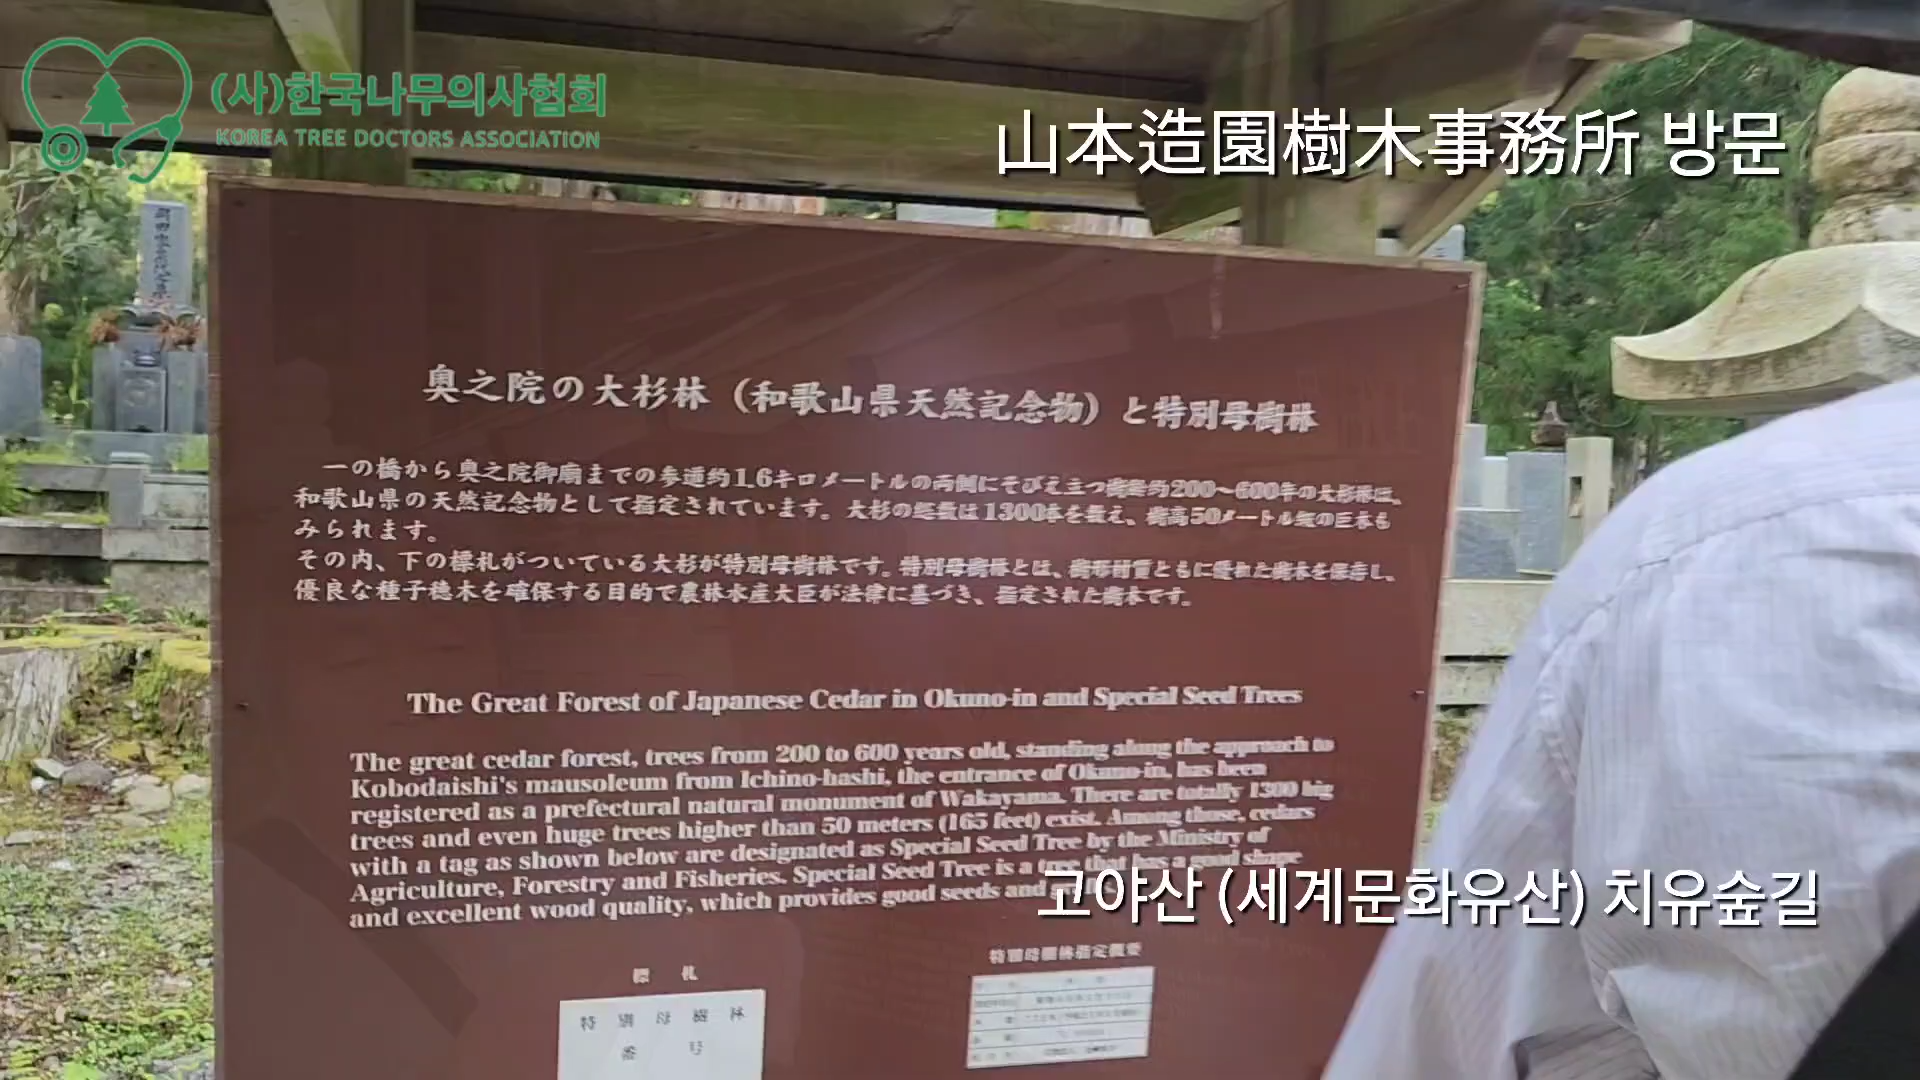 (사)한국나무의사협회
KOREA TREE DOCTORS ASSOCIATION
山本造園樹木事務所 방문
奥之院の大杉林（和歌山県天然記念物）と特別母樹林
一の橋から奥之院御廟までの参道約1.6キロメートルの両側にそびえ立つ樹齢約200〜600年の大杉林は、
和歌山県の天然記念物として指定されています。大杉の総数は1300本を数え、樹高50メートル級の巨木も
みられます。
その内、下の標札がついている大杉が特別母樹林です。特別母樹林とは、樹形材質ともに優れた樹木を保存し、
優良な種子穂木を確保する目的で農林水産大臣が法律に基づき、指定された樹木です。
The Great Forest of Japanese Cedar in Okuno-in and Special Seed Trees
The great cedar forest, trees from 200 to 600 years old, standing along the approach to
Kobodaishi's mausoleum from Ichino-hashi, the entrance of Okuno-in, has been
registered as a prefectural natural monument of Wakayama. There are totally 1300 big
trees and even huge trees higher than 50 meters (165 feet) exist. Among those, cedars
with a tag as shown below are designated as Special Seed Tree by the Ministry of
Agriculture, Forestry and Fisheries. Special Seed Tree is a tree that has a good shape
and excellent wood quality, which provides good seeds and
고야산 (세계문화유산) 치유숲길
標 札
特別母樹林
番 号
特別母樹林指定概要